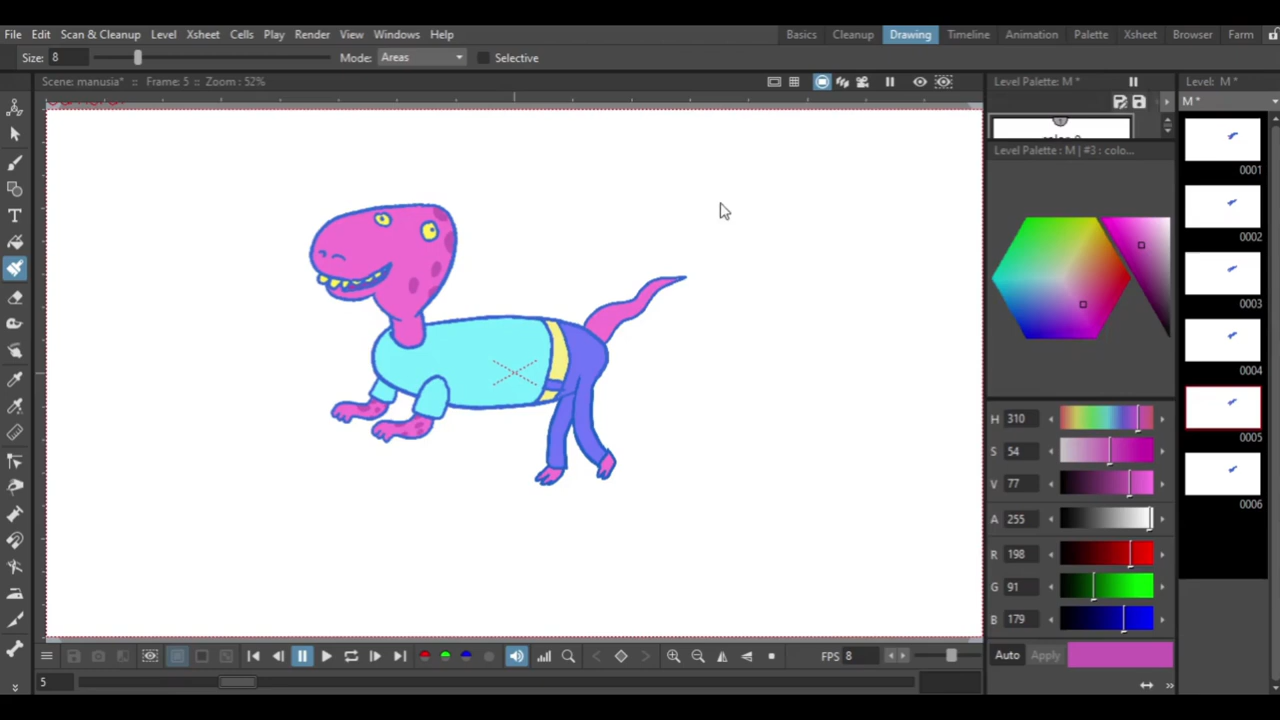 File Edit Scan & Cleanup Level Xsheet Cells Play Render View Windows Help
Basics Cleanup Drawing Timeline Animation Palette Xsheet Browser Farm
Size: 8 Mode: Areas Selective
Scene: manusia* :: Frame: 5 :: Zoom : 52%
Level Palette: M *
Level: M *
M *
Level Palette : M | #3 : colo...
0001
0002
0003
0004
0005
0006
H 310
S 54
V 77
A 255
R 198
G 91
B 179
Auto Apply
FPS 8
5